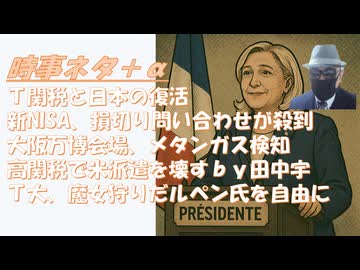 時事ネタ+α
T関税と日本の復活
新NISA、損切り問い合わせが殺到
大阪万博会場、メタンガス検知
高関税で米派遣を壊すby田中宇
T大、魔女狩りだルペン氏を自由に
PRÉSIDENTE